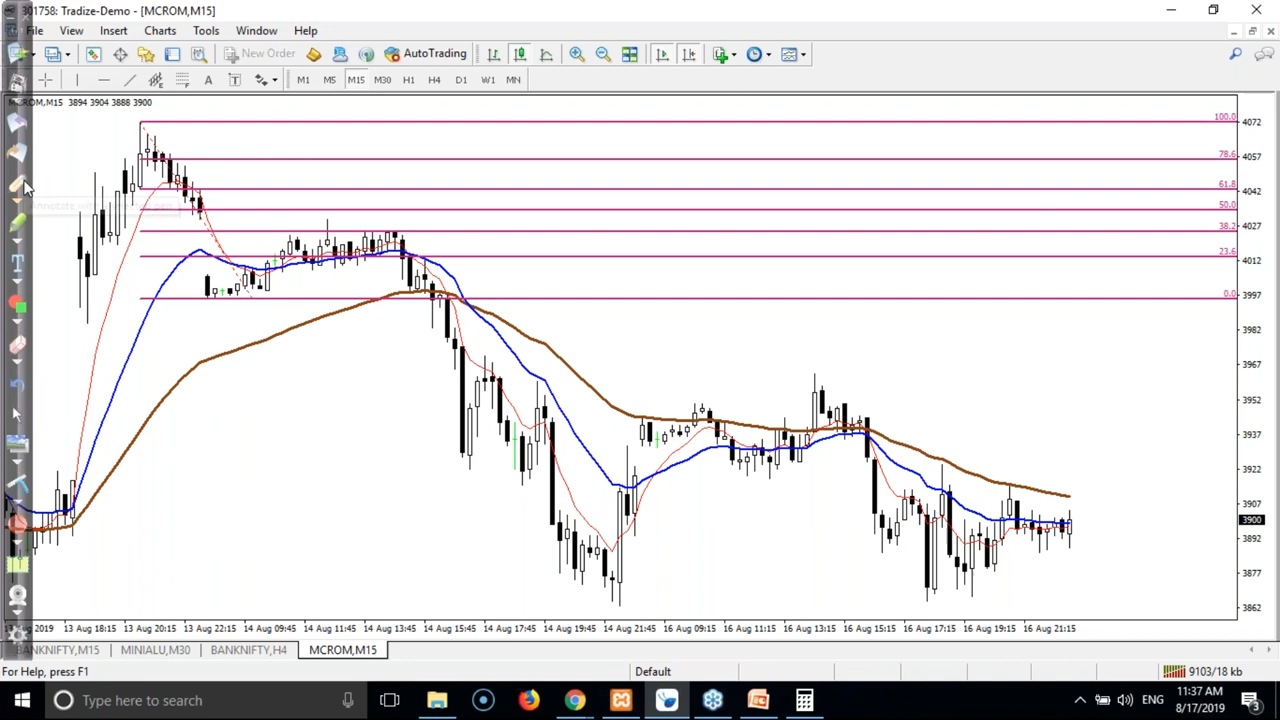 301758: Tradize-Demo - [MCROM,M15]
File View Insert Charts Tools Window Help
New Order AutoTrading
A T M1 M5 M15 M30 H1 H4 D1 W1 MN
MCROM,M15 3894 3904 3888 3900
100.0
4072
78.6
4057
61.8
4042
50.0
38.2
4027
23.6
4012
0.0
3997
3982
3967
3952
3937
3922
3907
3900
3892
3877
3862
13 Aug 2019 13 Aug 18:15 13 Aug 20:15 13 Aug 22:15 14 Aug 09:45 14 Aug 11:45 14 Aug 13:45 14 Aug 15:45 14 Aug 17:45 14 Aug 19:45 14 Aug 21:45 16 Aug 09:15 16 Aug 11:15 16 Aug 13:15 16 Aug 15:15 16 Aug 17:15 16 Aug 19:15 16 Aug 21:15
BANKNIFTY,M15 MINIALU,M30 BANKNIFTY,H4 MCROM,M15
For Help, press F1 Default 9103/18 kb
Type here to search ENG 11:37 AM
8/17/2019 3